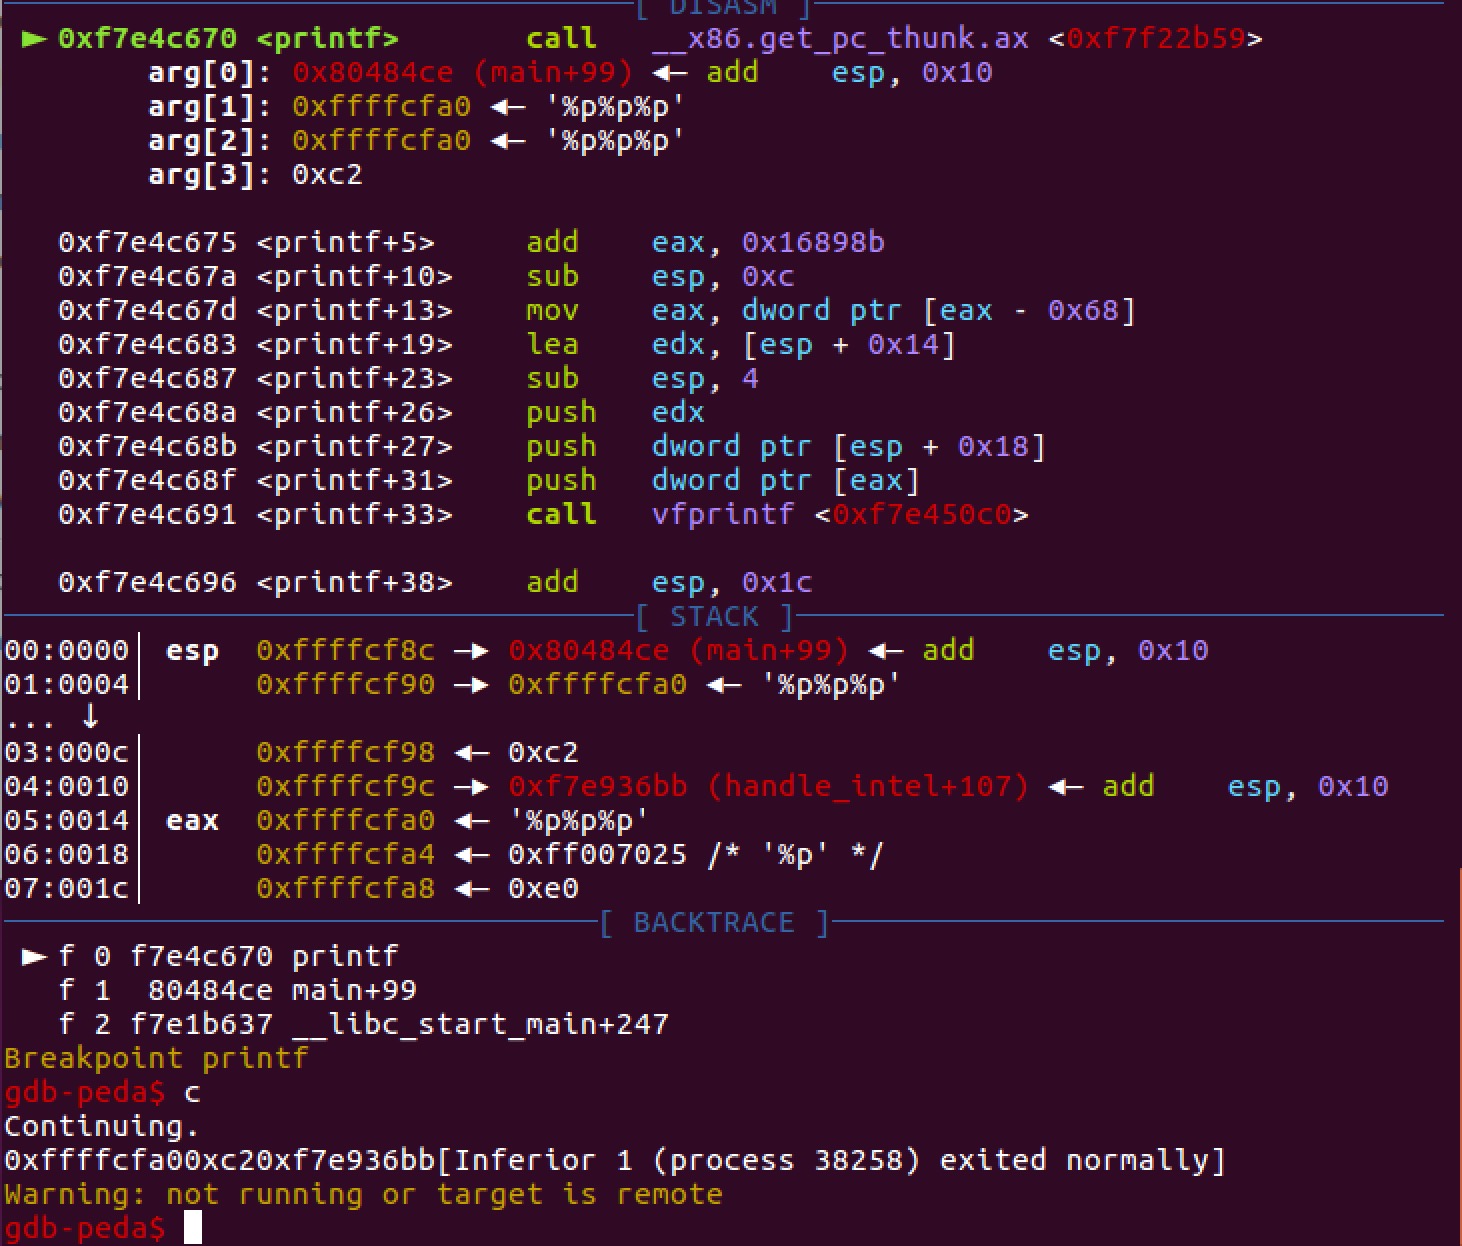 [ DISASM ]
► 0xf7e4c670 <printf> call __x86.get_pc_thunk.ax <0xf7f22b59>
arg[0]: 0x80484ce (main+99) ◂— add esp, 0x10
arg[1]: 0xffffcfa0 ◂— '%p%p%p'
arg[2]: 0xffffcfa0 ◂— '%p%p%p'
arg[3]: 0xc2
0xf7e4c675 <printf+5> add eax, 0x16898b
0xf7e4c67a <printf+10> sub esp, 0xc
0xf7e4c67d <printf+13> mov eax, dword ptr [eax - 0x68]
0xf7e4c683 <printf+19> lea edx, [esp + 0x14]
0xf7e4c687 <printf+23> sub esp, 4
0xf7e4c68a <printf+26> push edx
0xf7e4c68b <printf+27> push dword ptr [esp + 0x18]
0xf7e4c68f <printf+31> push dword ptr [eax]
0xf7e4c691 <printf+33> call vfprintf <0xf7e450c0>
0xf7e4c696 <printf+38> add esp, 0x1c
[ STACK ]
00:0000│ esp 0xffffcf8c —▸ 0x80484ce (main+99) ◂— add esp, 0x10
01:0004│ 0xffffcf90 —▸ 0xffffcfa0 ◂— '%p%p%p'
... ↓
03:000c│ 0xffffcf98 ◂— 0xc2
04:0010│ 0xffffcf9c —▸ 0xf7e936bb (handle_intel+107) ◂— add esp, 0x10
05:0014│ eax 0xffffcfa0 ◂— '%p%p%p'
06:0018│ 0xffffcfa4 ◂— 0xff007025 /* '%p' */
07:001c│ 0xffffcfa8 ◂— 0xe0
[ BACKTRACE ]
► f 0 f7e4c670 printf
f 1 80484ce main+99
f 2 f7e1b637 __libc_start_main+247
Breakpoint printf
gdb-peda$ c
Continuing.
0xffffcfa00xc20xf7e936bb[Inferior 1 (process 38258) exited normally]
Warning: not running or target is remote
gdb-peda$